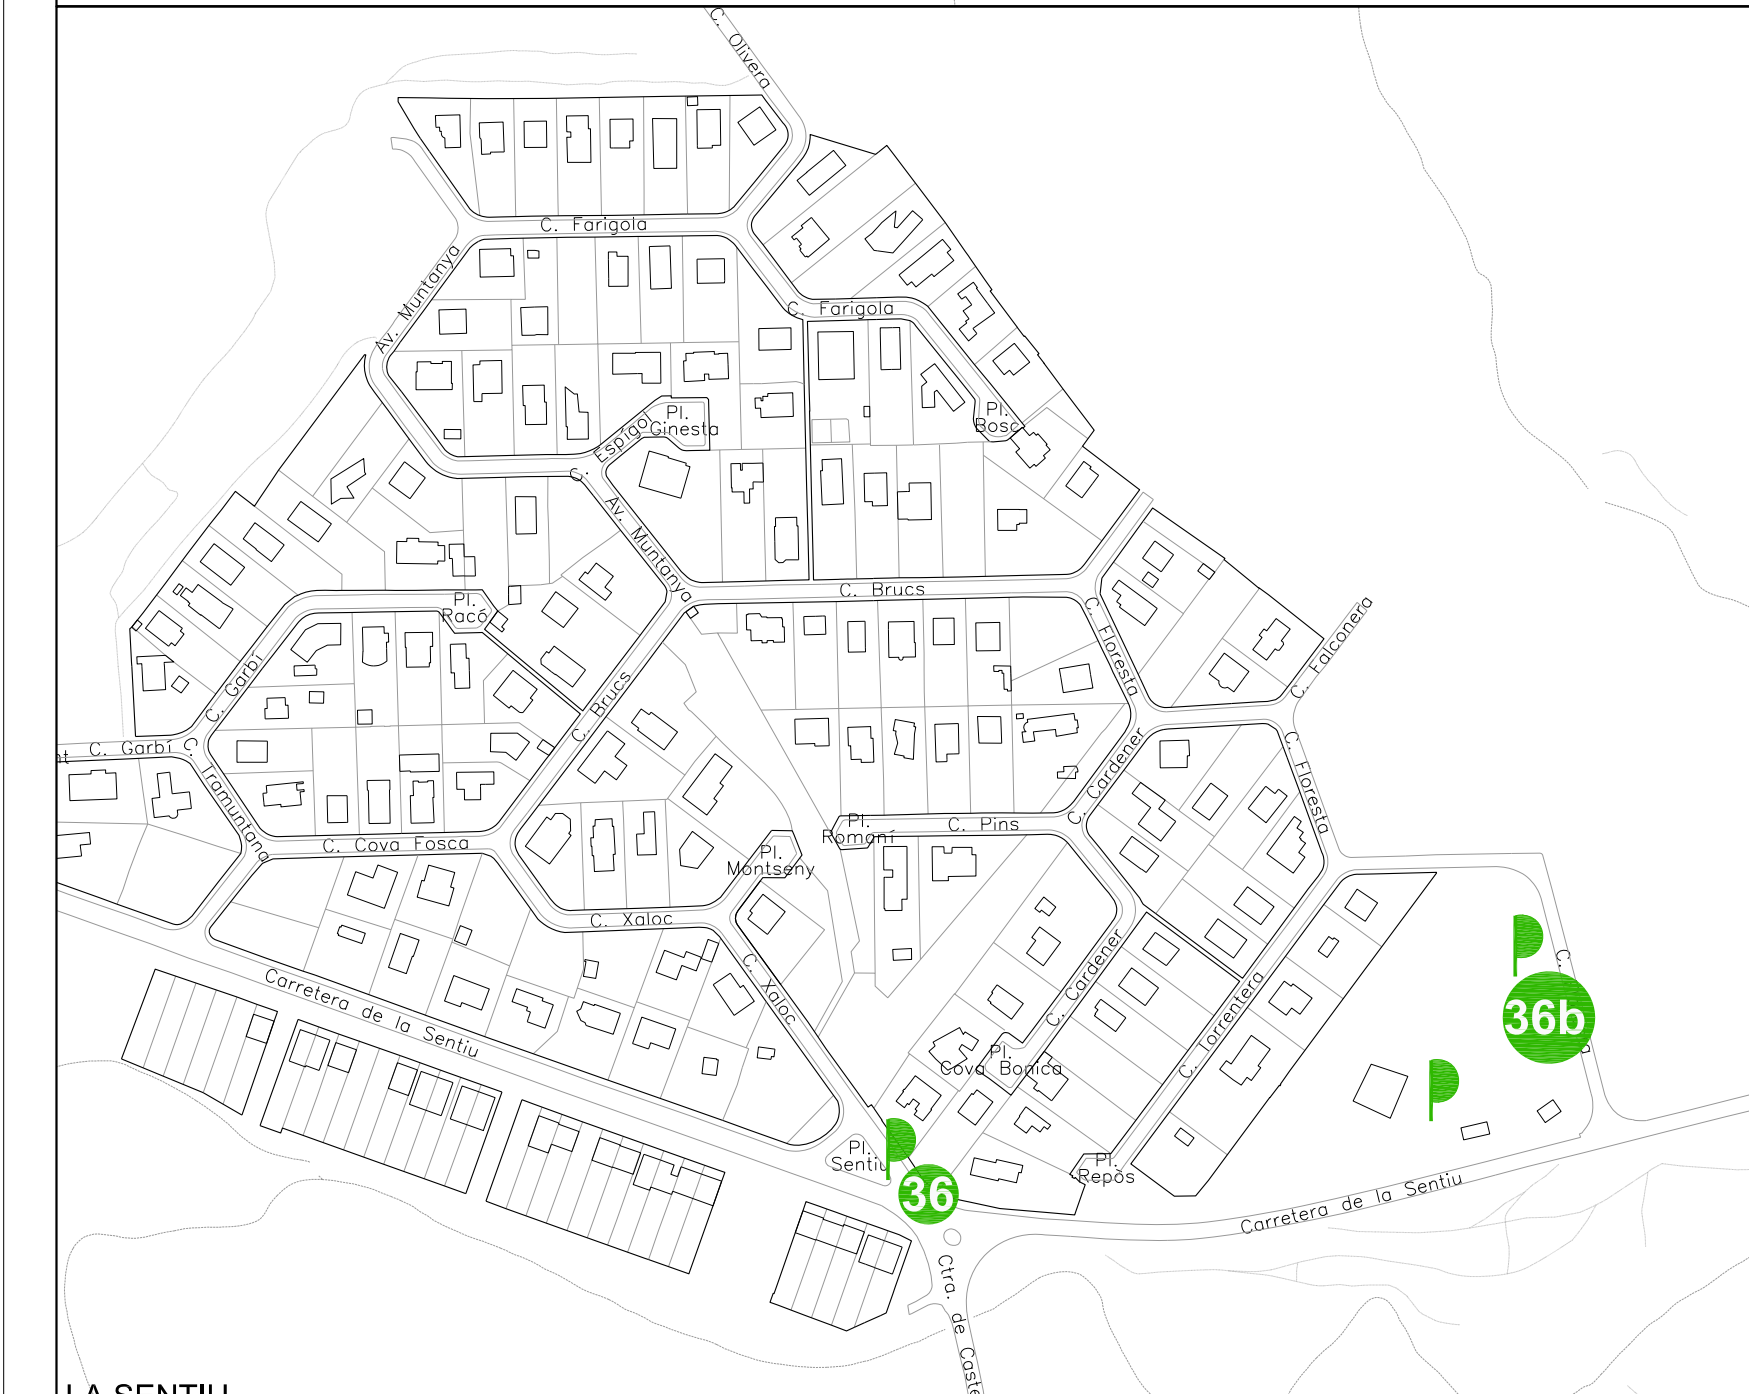 C. Olivera
C. Farigola
Av. Muntanya
C. Farigola
Pl.
Ginesta
Pl.
Bosc
C. Espígol
Av. Muntanya
C. Brucs
Pl.
Racó
C. Floresta
C. Falconera
C. Garbí
C. Brucs
C. Garbí
C. Tramuntana
C. Cardener
C. Floresta
Pl.
Romaní
C. Pins
C. Cova Fosca
Pl.
Montseny
C. Xaloc
C. Xaloc
C. Cardener
C.
36b
Carretera de la Sentiu
C. Torrentera
Pl.
Cova Bonica
Pl.
Sentiu
Pl.
Repòs
36
Carretera de la Sentiu
Ctra. de Caste
LA SENTIU